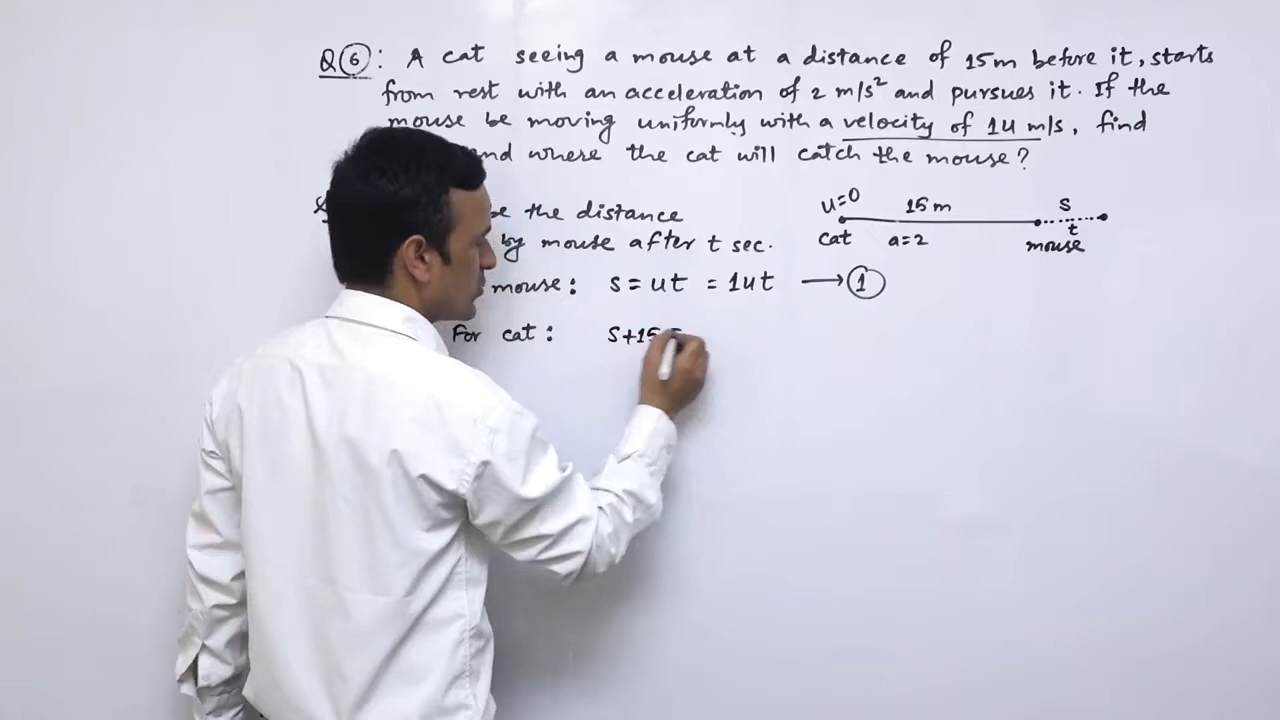 Q6: A cat seeing a mouse at a distance of 15m before it, starts
from rest with an acceleration of 2 m/s² and pursues it. If the
mouse be moving uniformly with a velocity of 14 m/s, find
where the cat will catch the mouse?
the distance
by mouse after t sec.
mouse: s = ut = 14t → 1
For cat: S+15
u=0 15m S
cat a=2 t
mouse